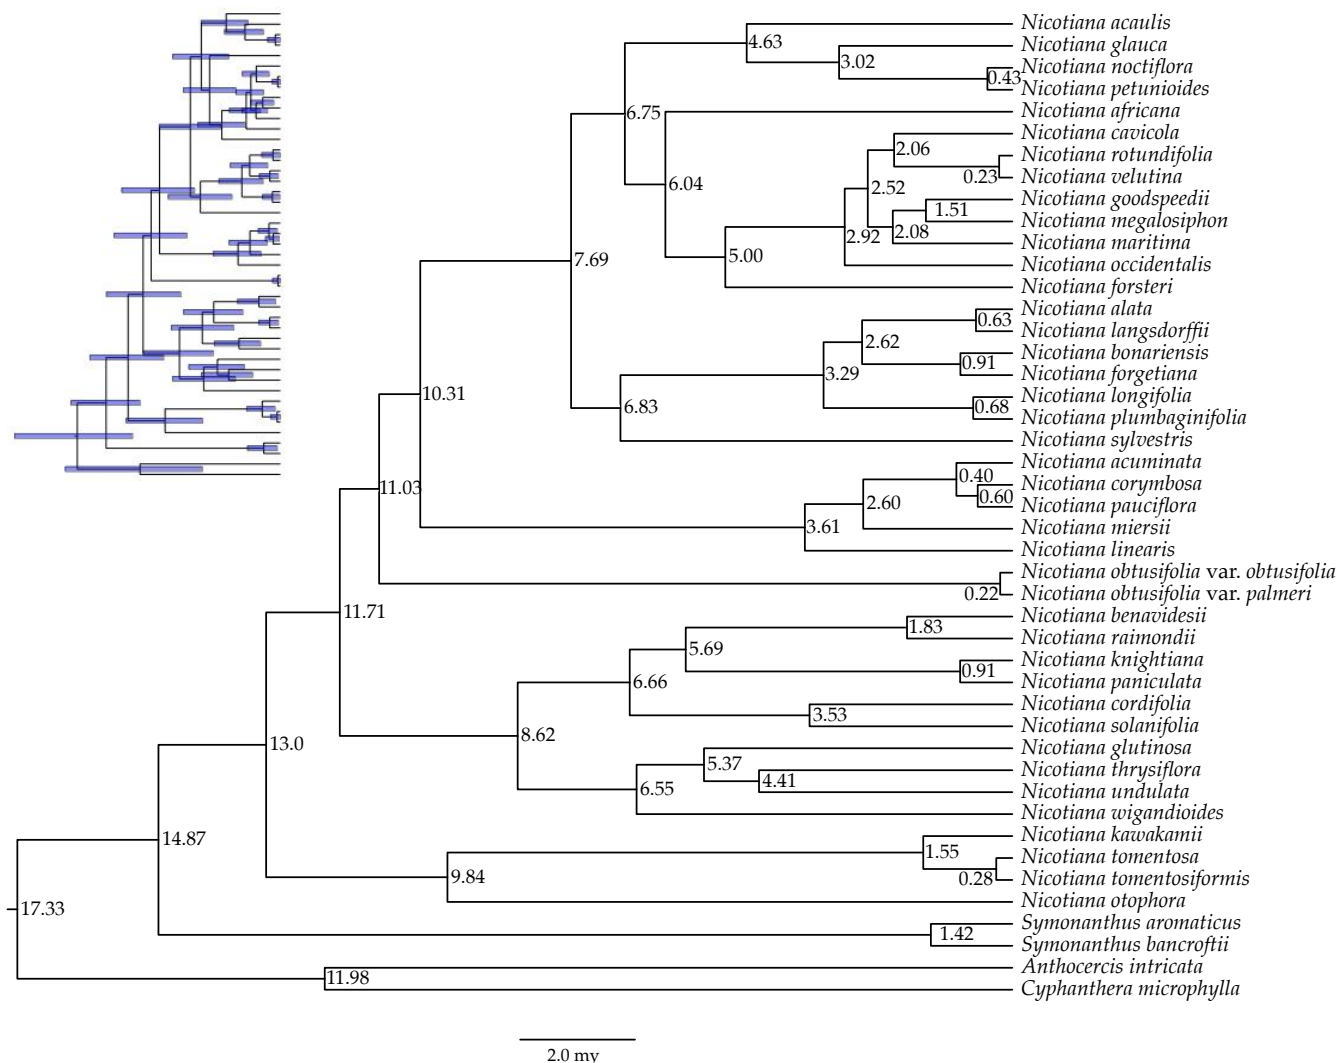 Nicotiana acaulis
4.63
Nicotiana glauca
3.02
Nicotiana noctiflora
0.43
Nicotiana petunioides
6.75
Nicotiana africana
Nicotiana cavicola
2.06
Nicotiana rotundifolia
0.23
Nicotiana velutina
6.04
2.52
Nicotiana goodspeedii
1.51
Nicotiana megalosiphon
2.92
2.08
Nicotiana maritima
5.00
Nicotiana occidentalis
7.69
Nicotiana forsteri
Nicotiana alata
0.63
Nicotiana langsdorffii
2.62
Nicotiana bonariensis
0.91
Nicotiana forgetiana
3.29
Nicotiana longifolia
10.31
6.83
0.68
Nicotiana plumbaginifolia
Nicotiana sylvestris
Nicotiana acuminata
0.40
Nicotiana corymbosa
11.03
0.60
2.60
Nicotiana pauciflora
3.61
Nicotiana miersii
Nicotiana linearis
Nicotiana obtusifolia var. obtusifolia
0.22
Nicotiana obtusifolia var. palmeri
11.71
Nicotiana benavidesii
1.83
Nicotiana raimondii
5.69
Nicotiana knightiana
0.91
6.66
Nicotiana paniculata
Nicotiana cordifolia
3.53
Nicotiana solanifolia
13.0
8.62
Nicotiana glutinosa
5.37
Nicotiana thrysiflora
4.41
6.55
Nicotiana undulata
Nicotiana wigandioides
14.87
Nicotiana kawakamii
1.55
Nicotiana tomentosa
9.84
0.28
Nicotiana tomentosiformis
Nicotiana otophora
17.33
Symonanthus aromaticus
1.42
Symonanthus bancroftii
Anthocercis intricata
11.98
Cyphanthera microphylla
2.0 my